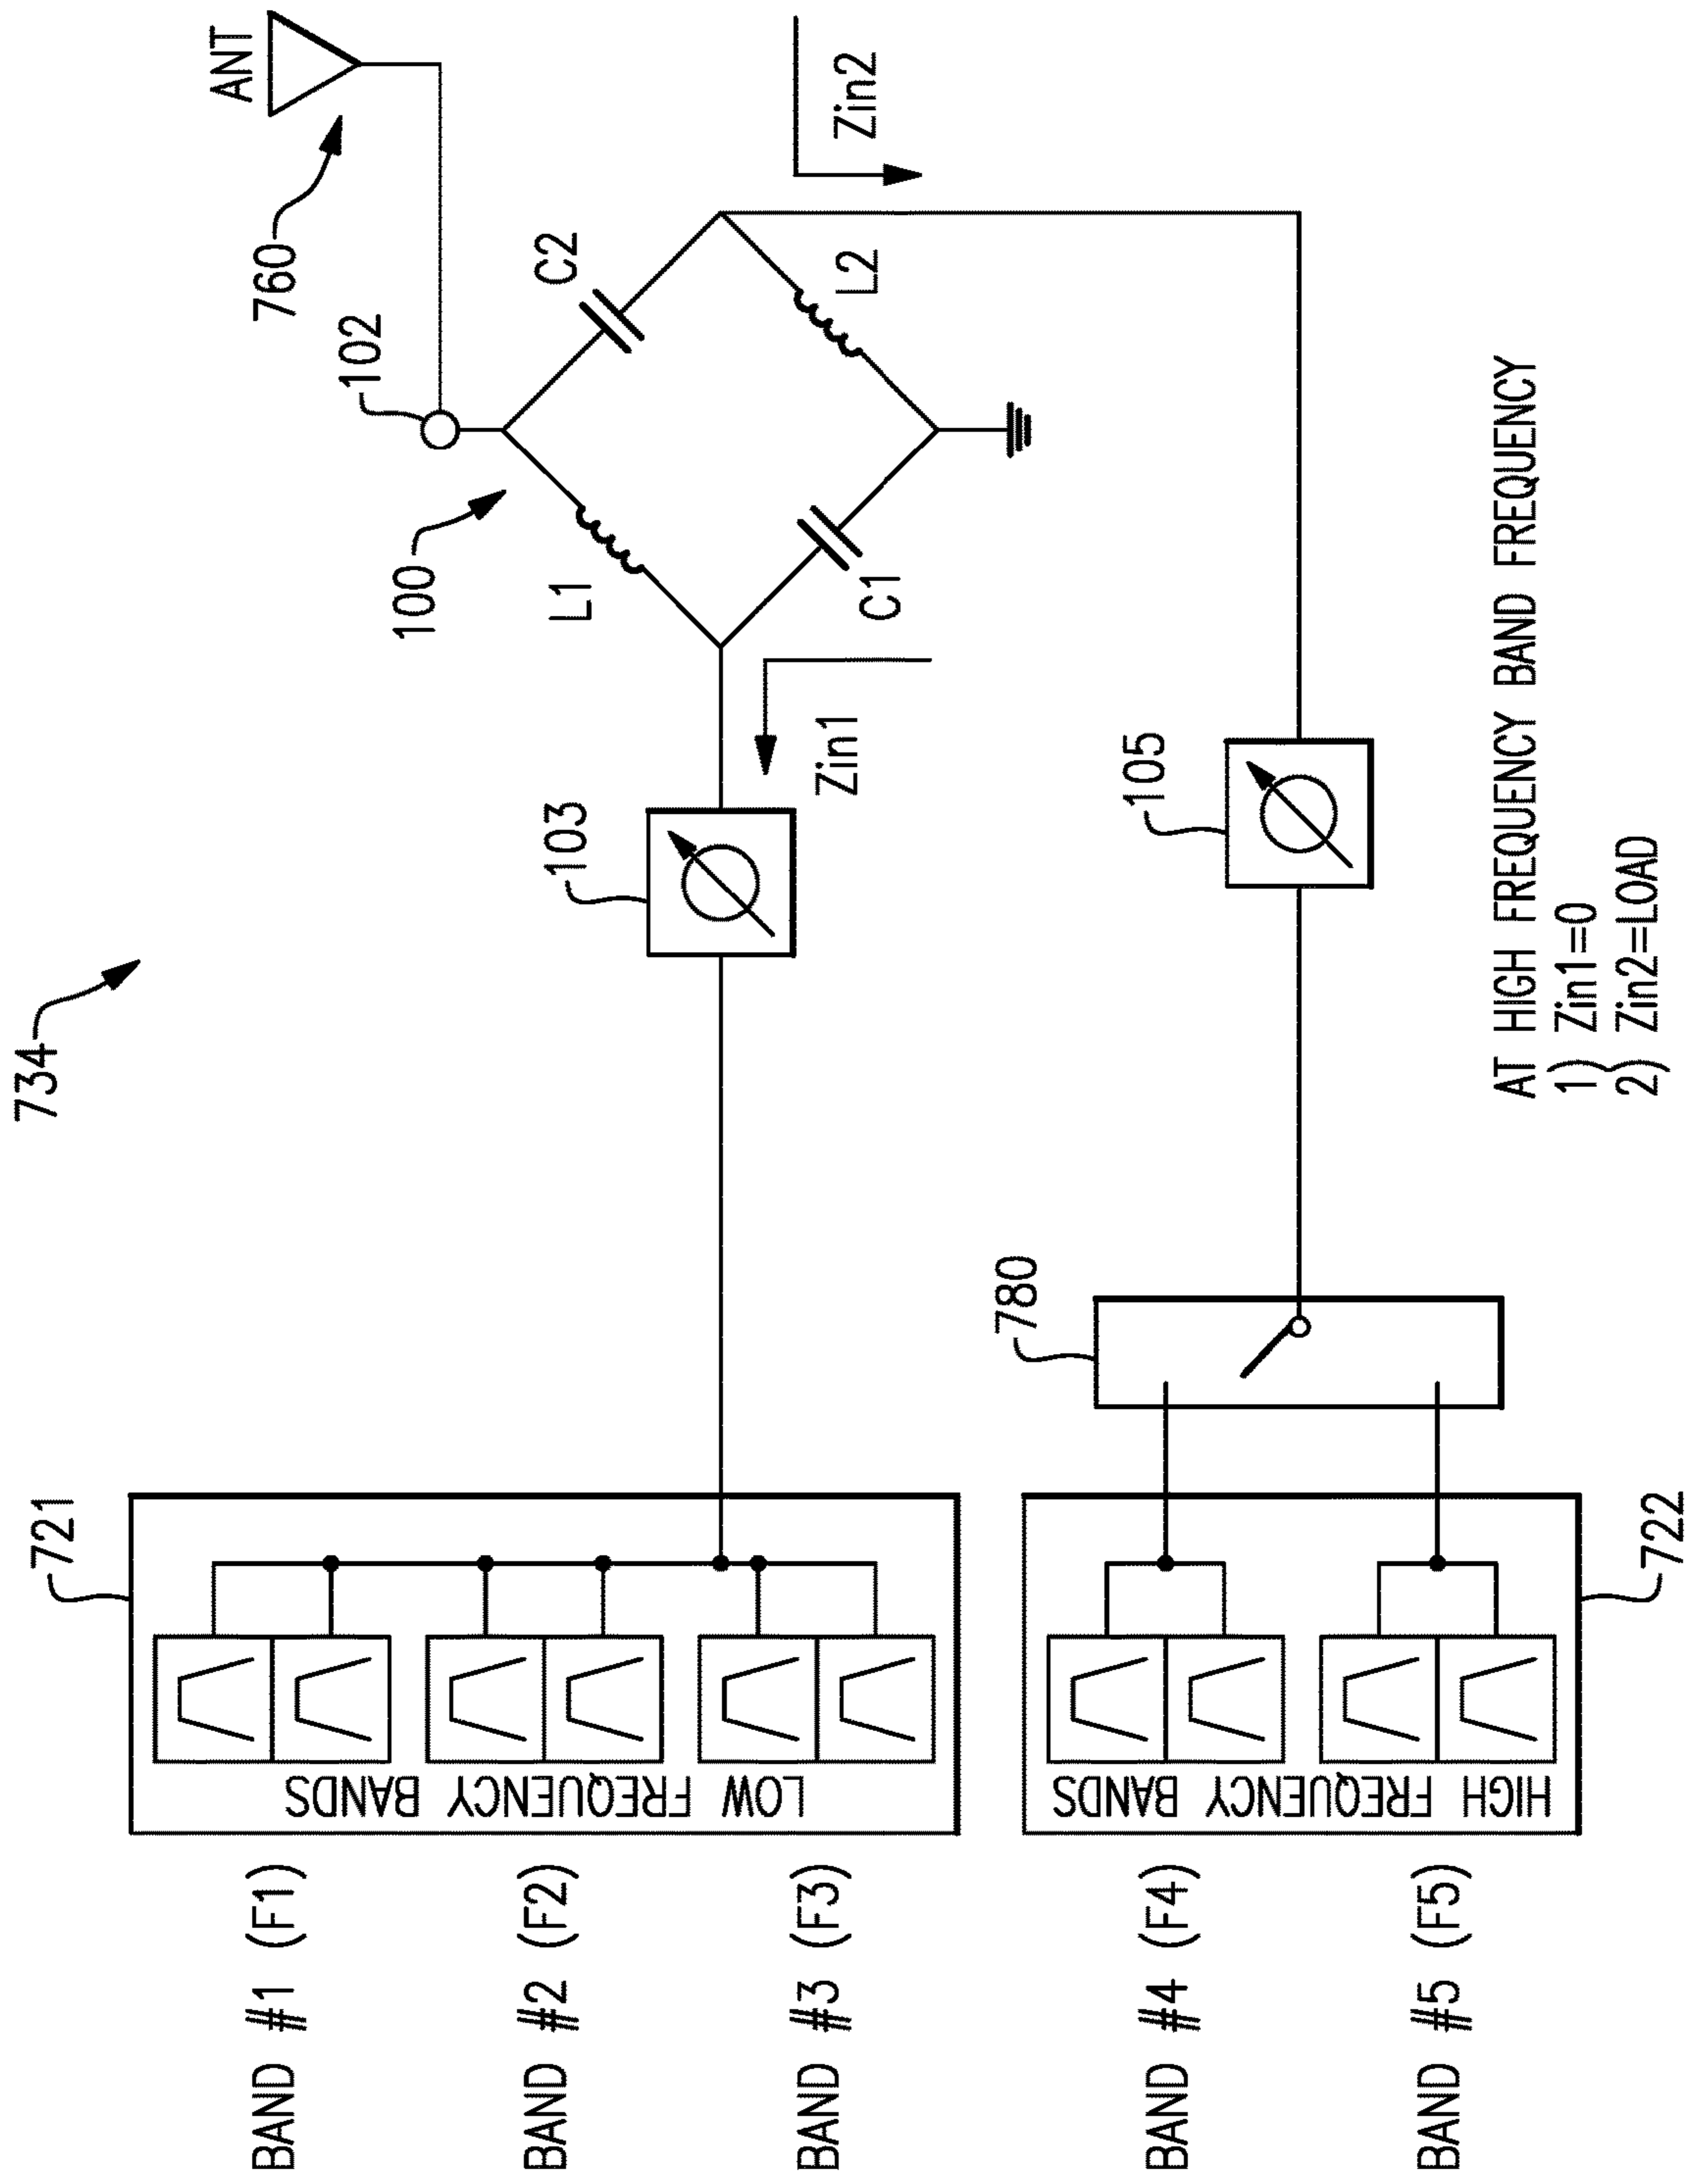 734
721
BAND #1 (F1)
BAND #2 (F2)
BAND #3 (F3)
LOW FREQUENCY BANDS
103
Zin1
100
102
760
ANT
L1
C2
C1
L2
Zin2
780
105
BAND #4 (F4)
BAND #5 (F5)
HIGH FREQUENCY BANDS
722
AT HIGH FREQUENCY BAND FREQUENCY
1) Zin1=0
2) Zin2=LOAD